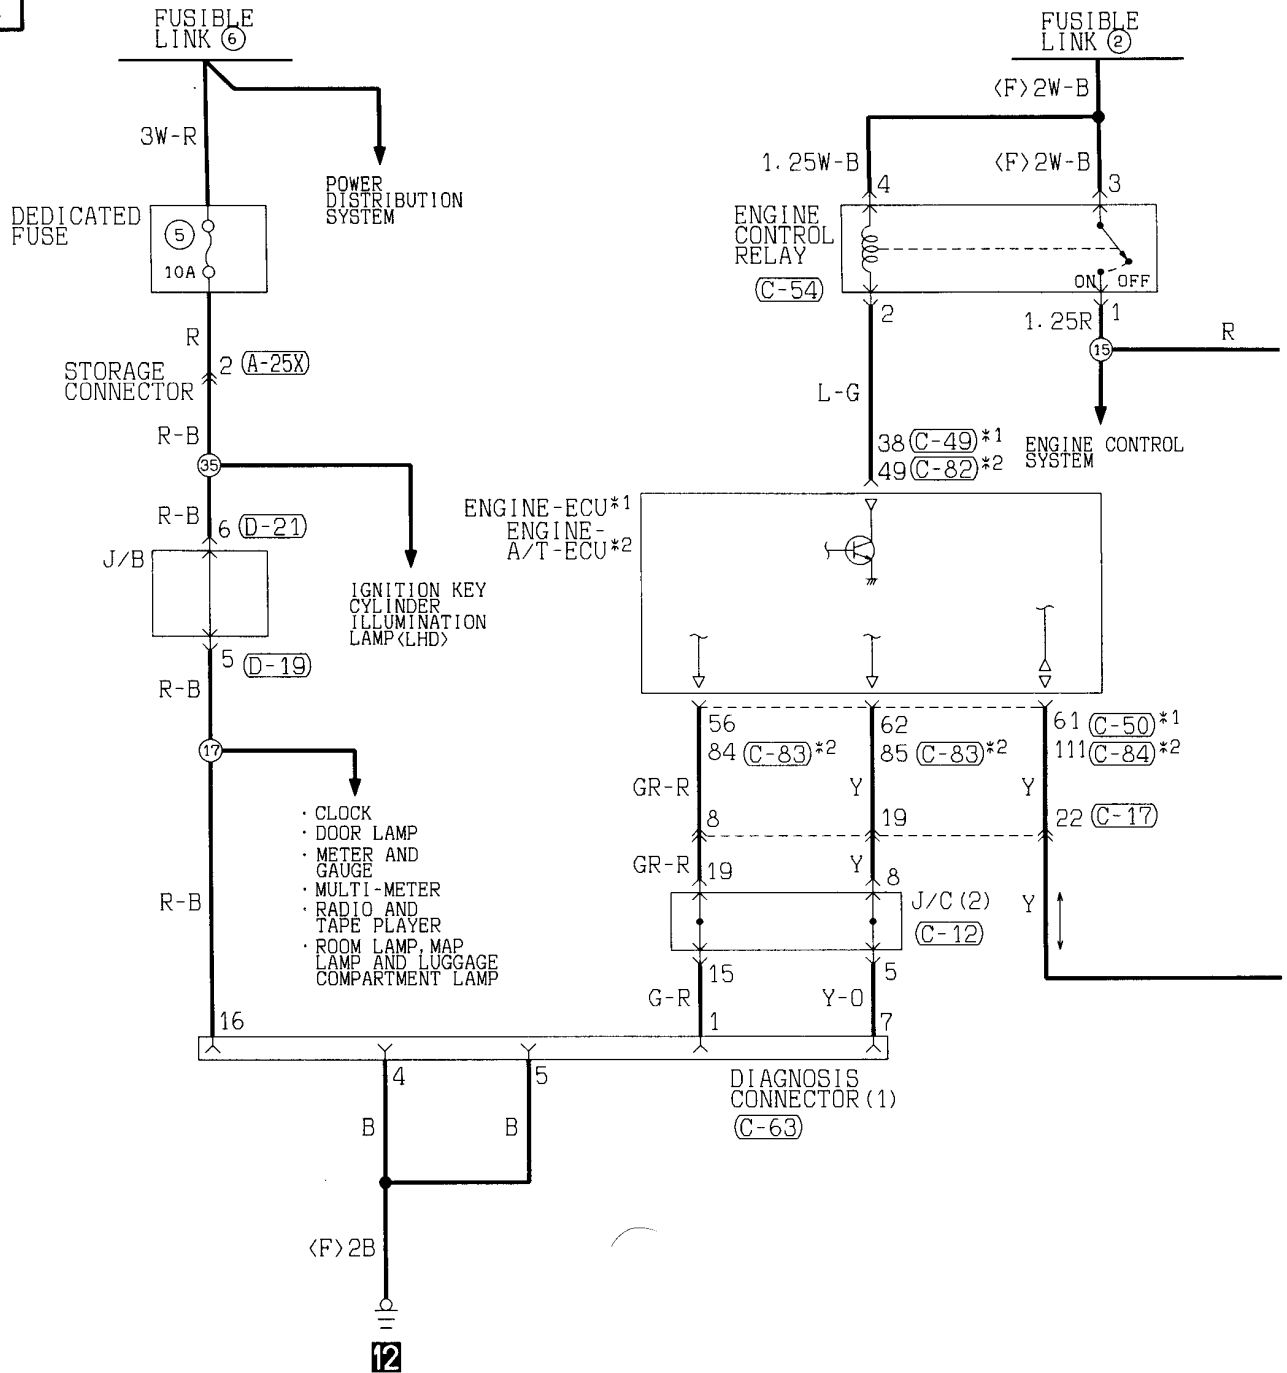 FUSIBLE
LINK ⑥
3W-R
POWER
DISTRIBUTION
SYSTEM
DEDICATED
FUSE
⑤
10A
R
2 A-25X
STORAGE
CONNECTOR
R-B
㉟
R-B
6 D-21
J/B
IGNITION KEY
CYLINDER
ILLUMINATION
LAMP〈LHD〉
5 D-19
R-B
⑰
· CLOCK
· DOOR LAMP
· METER AND
GAUGE
· MULTI-METER
· RADIO AND
TAPE PLAYER
· ROOM LAMP, MAP
LAMP AND LUGGAGE
COMPARTMENT LAMP
R-B
16
FUSIBLE
LINK ②
〈F〉2W-B
1.25W-B
〈F〉2W-B
4
3
ENGINE
CONTROL
RELAY
C-54
ON OFF
2
1
1.25R
⑮
R
L-G
ENGINE CONTROL
SYSTEM
38 C-49 *1
49 C-82 *2
ENGINE-ECU*1
ENGINE-
A/T-ECU*2
56
62
61 C-50 *1
84 C-83 *2
85 C-83 *2
111 C-84 *2
GR-R
Y
Y
8
19
22 C-17
GR-R
19
Y
8
J/C(2)
C-12
Y
15
5
G-R
Y-O
1
7
4
5
DIAGNOSIS
CONNECTOR(1)
C-63
B
B
〈F〉2B
12